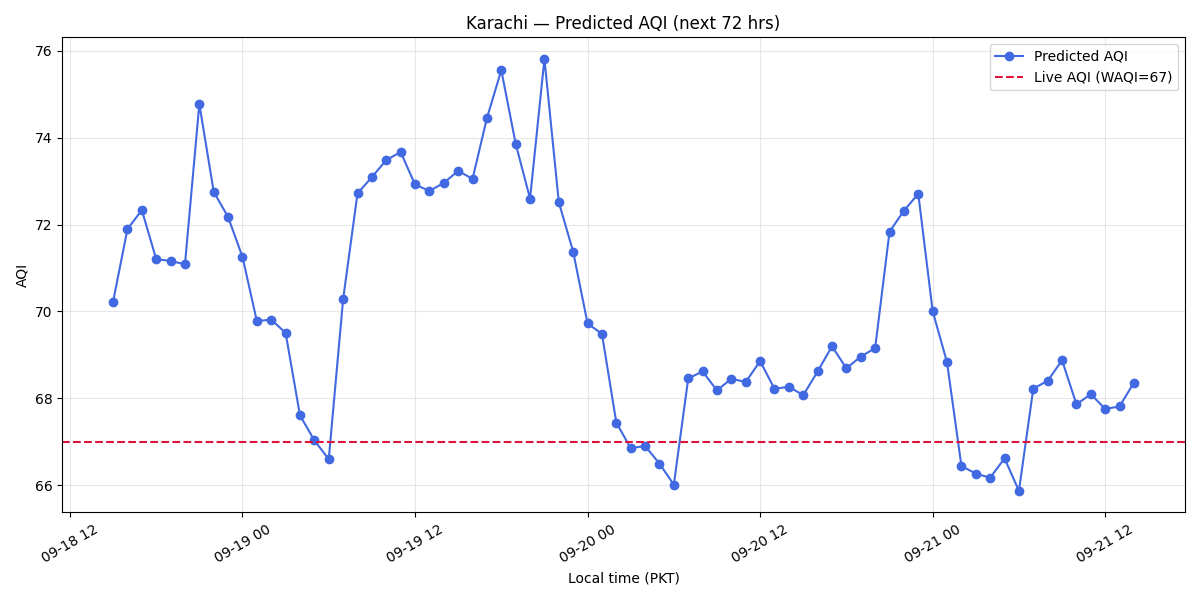 Karachi — Predicted AQI (next 72 hrs)
Predicted AQI
Live AQI (WAQI=67)
AQI
76
74
72
70
68
66
09-18 12
09-19 00
09-19 12
09-20 00
09-20 12
09-21 00
09-21 12
Local time (PKT)